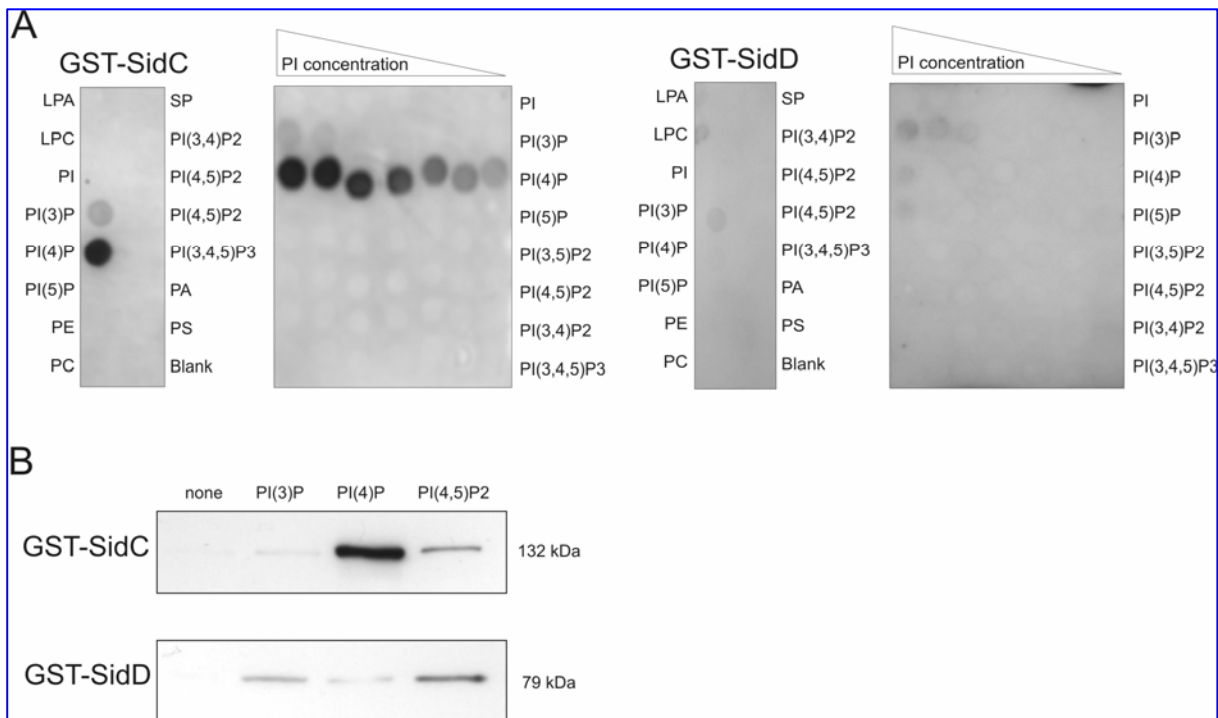 A
GST-SidC
PI concentration
GST-SidD
PI concentration
LPA SP PI LPA SP PI
LPC PI(3,4)P2 PI(3)P LPC PI(3,4)P2 PI(3)P
PI PI(4,5)P2 PI(4)P PI PI(4,5)P2 PI(4)P
PI(3)P PI(4,5)P2 PI(5)P PI(3)P PI(4,5)P2 PI(5)P
PI(4)P PI(3,4,5)P3 PI(3,5)P2 PI(4)P PI(3,4,5)P3 PI(3,5)P2
PI(5)P PA PI(4,5)P2 PI(5)P PA PI(4,5)P2
PE PS PI(3,4)P2 PE PS PI(3,4)P2
PC Blank PI(3,4,5)P3 PC Blank PI(3,4,5)P3
B
none PI(3)P PI(4)P PI(4,5)P2
GST-SidC 132 kDa
GST-SidD 79 kDa